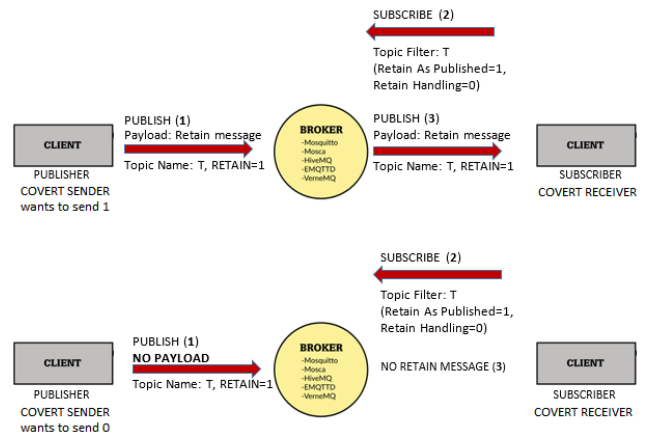 SUBSCRIBE (2)
Topic Filter: T
(Retain As Published=1,
Retain Handling=0)
PUBLISH (1)
Payload: Retain message
Topic Name: T, RETAIN=1
BROKER
-Mosquitto
-Mosca
-HiveMQ
-EMQTTD
-VerneMQ
PUBLISH (3)
Payload: Retain message
Topic Name: T, RETAIN=1
CLIENT
PUBLISHER
COVERT SENDER
wants to send 1
CLIENT
SUBSCRIBER
COVERT RECEIVER
SUBSCRIBE (2)
Topic Filter: T
(Retain As Published=1,
Retain Handling=0)
PUBLISH (1)
NO PAYLOAD
Topic Name: T, RETAIN=1
BROKER
-Mosquitto
-Mosca
-HiveMQ
-EMQTTD
-VerneMQ
NO RETAIN MESSAGE (3)
CLIENT
PUBLISHER
COVERT SENDER
wants to send 0
CLIENT
SUBSCRIBER
COVERT RECEIVER